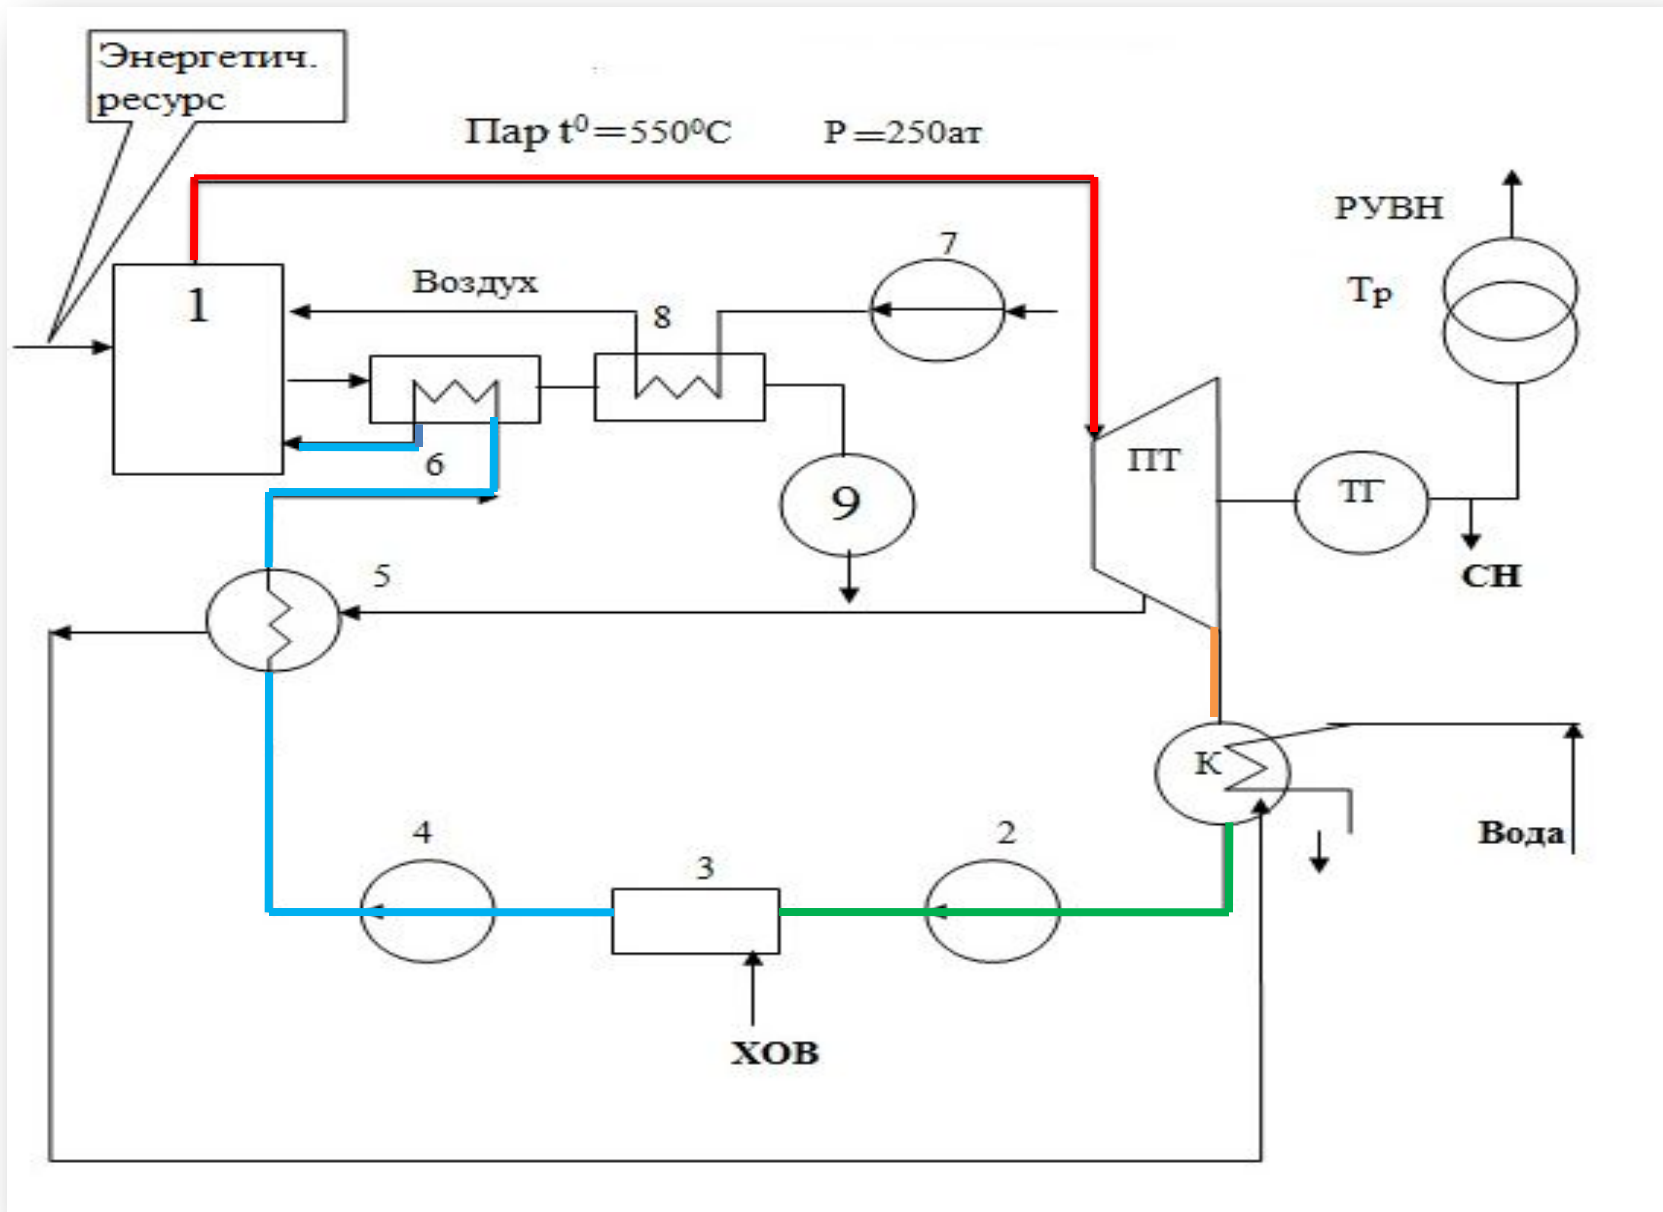 Энергетич.
ресурс
Пар t⁰=550⁰С Р=250ат
РУВН
7
1
Воздух
8
Тр
ПТ
ТГ
6
9
5
СН
К
4
2
Вода
3
ХОВ